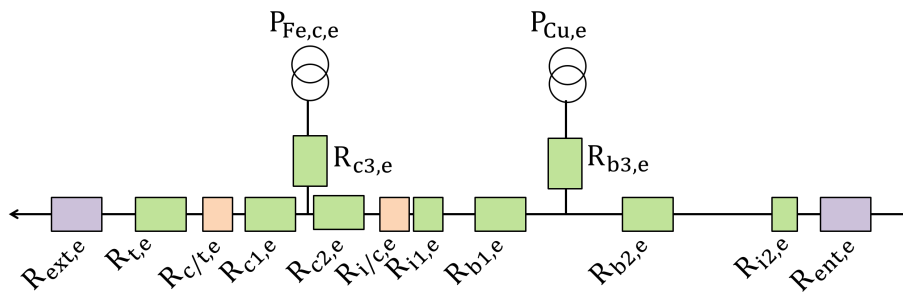 P_Fe,c,e
P_Cu,e
R_c3,e
R_b3,e
R_ext,e
R_t,e
R_c/t,e
R_c1,e
R_c2,e
R_i/c,e
R_i1,e
R_b1,e
R_b2,e
R_i2,e
R_ent,e